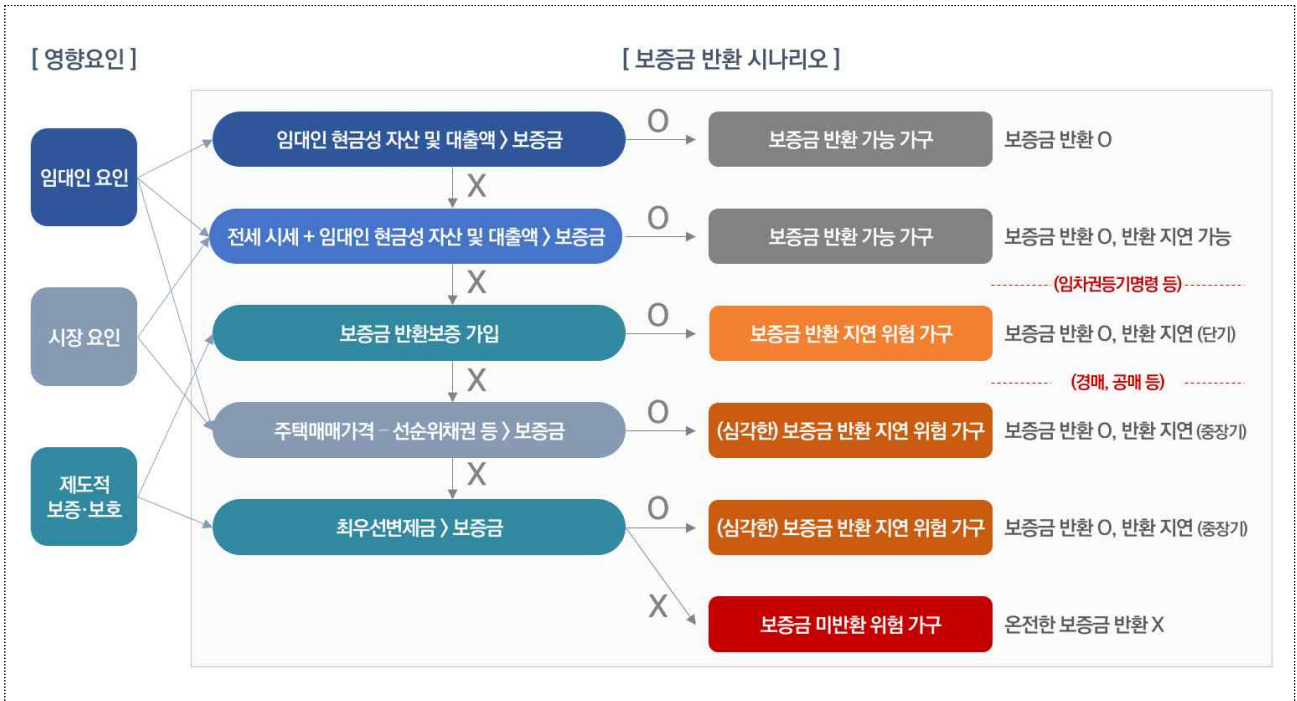 [ 영향요인 ]
[ 보증금 반환 시나리오 ]
임대인 요인
시장 요인
제도적
보증·보호
임대인 현금성 자산 및 대출액 > 보증금
O
보증금 반환 가능 가구
보증금 반환 O
X
전세 시세 + 임대인 현금성 자산 및 대출액 > 보증금
O
보증금 반환 가능 가구
보증금 반환 O, 반환 지연 가능
X
(임차권등기명령 등)
보증금 반환보증 가입
O
보증금 반환 지연 위험 가구
보증금 반환 O, 반환 지연 (단기)
X
(경매, 공매 등)
주택매매가격 – 선순위채권 등 > 보증금
O
(심각한) 보증금 반환 지연 위험 가구
보증금 반환 O, 반환 지연 (중장기)
X
최우선변제금 > 보증금
O
(심각한) 보증금 반환 지연 위험 가구
보증금 반환 O, 반환 지연 (중장기)
X
보증금 미반환 위험 가구
온전한 보증금 반환 X